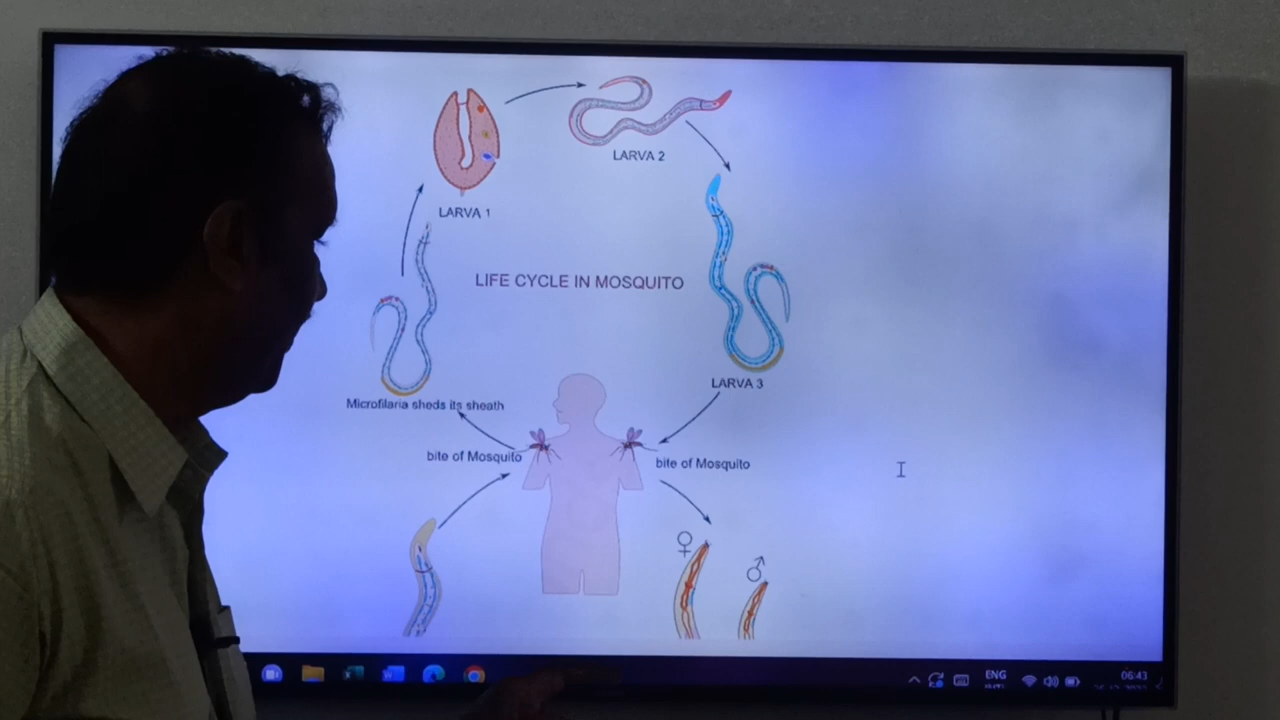 LARVA 2
LARVA 1
LIFE CYCLE IN MOSQUITO
LARVA 3
Microfilaria sheds its sheath
bite of Mosquito
bite of Mosquito
♀
♂
ENG
06:43